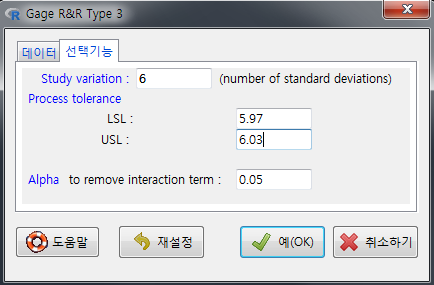 Gage R&R Type 3
데이터 선택기능
Study variation : 6 (number of standard deviations)
Process tolerance
LSL : 5.97
USL : 6.03
Alpha to remove interaction term : 0.05
도움말 재설정 예(OK) 취소하기